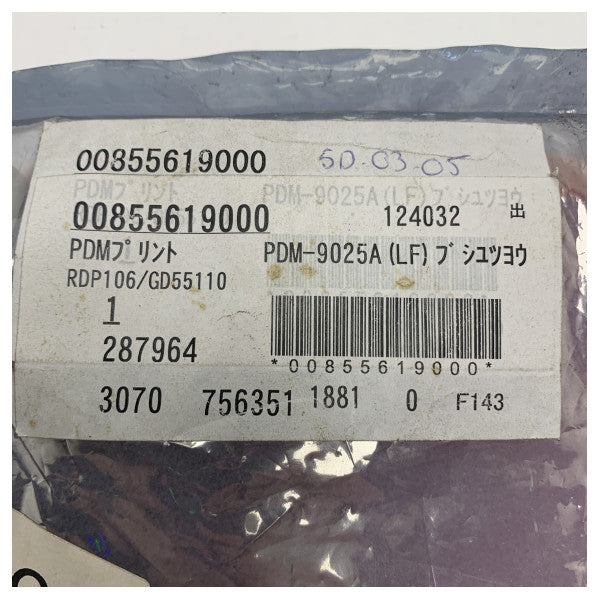 00855619000 SD.03.05
PDMプリント PDM-9025A(LF)ブシユツヨウ
00855619000 124032 出
PDMプリント PDM-9025A(LF)ブシユツヨウ
RDP106/GD55110
1
287964 *00855619000*
3070 756351 1881 0 F143